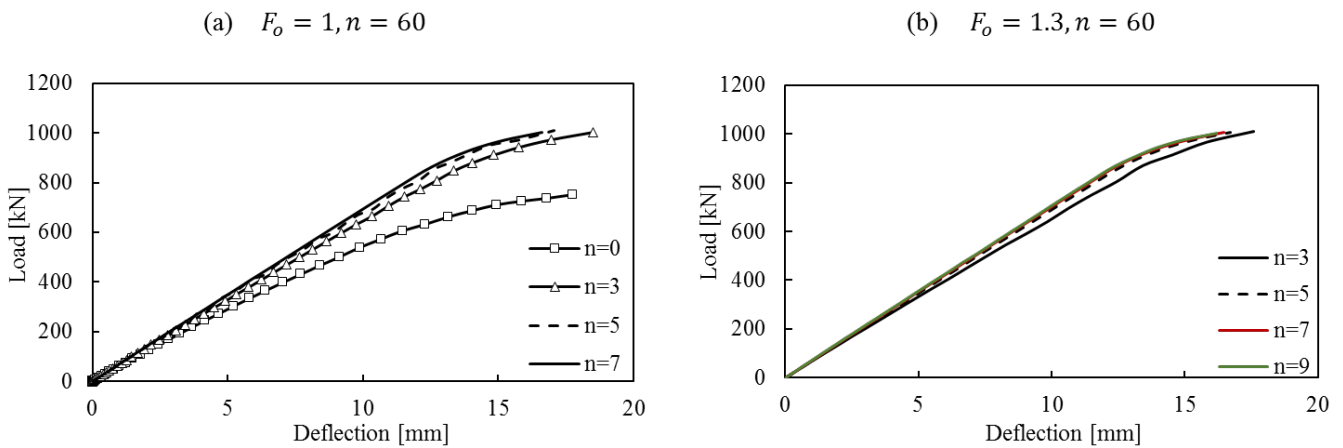 (a) Fₒ = 1, n = 60
1200
1000
800
600
400
200
0
Load [kN]
0 5 10 15 20
Deflection [mm]
n=0
n=3
n=5
n=7
(b) Fₒ = 1.3, n = 60
1200
1000
800
600
400
200
0
Load [kN]
0 5 10 15 20
Deflection [mm]
n=3
n=5
n=7
n=9